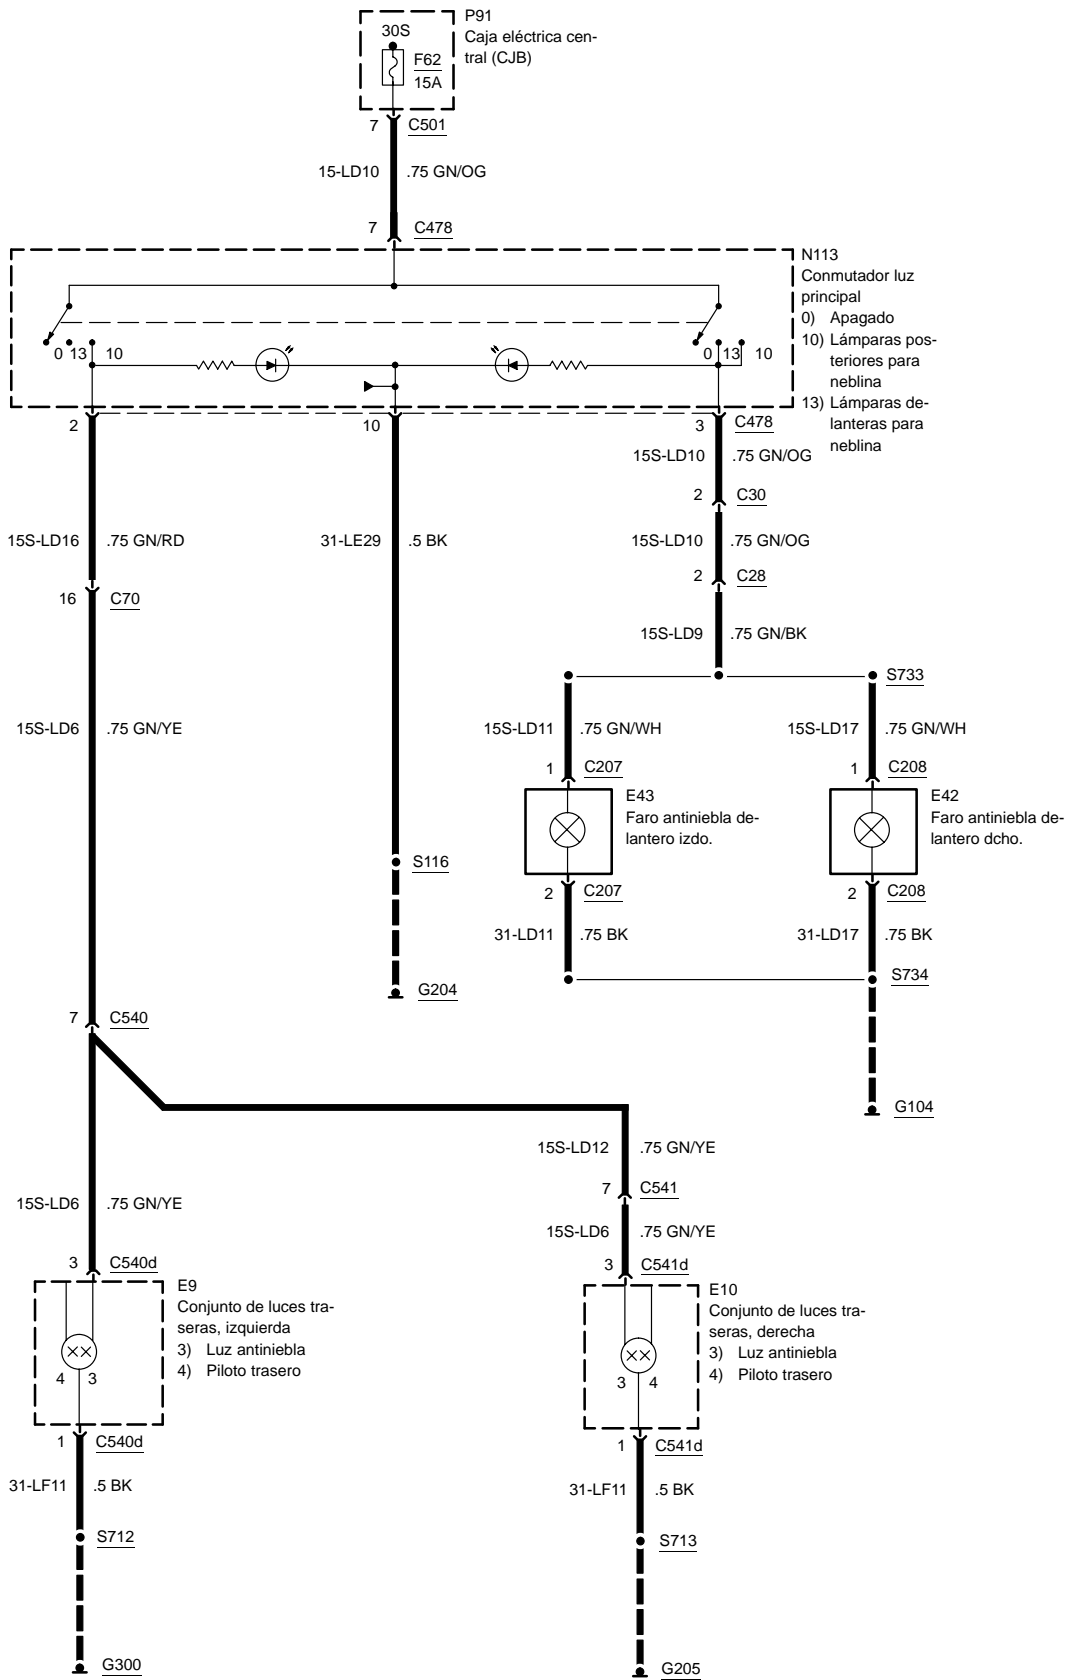 P91
30S
Caja eléctrica cen-
tral (CJB)
F62
15A
7 C501
15-LD10 .75 GN/OG
7 C478
N113
Conmutador luz
principal
0) Apagado
10) Lámparas pos-
teriores para
neblina
13) Lámparas de-
lanteras para
neblina
0 13 10
0 13 10
2 10 3 C478
15S-LD10 .75 GN/OG
2 C30
15S-LD16 .75 GN/RD 31-LE29 .5 BK 15S-LD10 .75 GN/OG
2 C28
16 C70
15S-LD9 .75 GN/BK
S733
15S-LD6 .75 GN/YE 15S-LD11 .75 GN/WH 15S-LD17 .75 GN/WH
1 C207 1 C208
E43
Faro antiniebla de-
lantero izdo.
E42
Faro antiniebla de-
lantero dcho.
S116
2 C207 2 C208
31-LD11 .75 BK 31-LD17 .75 BK
S734
G204
7 C540
G104
15S-LD12 .75 GN/YE
7 C541
15S-LD6 .75 GN/YE
15S-LD6 .75 GN/YE
3 C540d
3 C541d
E9
Conjunto de luces tra-
seras, izquierda
3) Luz antiniebla
4) Piloto trasero
4 3
E10
Conjunto de luces tra-
seras, derecha
3) Luz antiniebla
4) Piloto trasero
3 4
1 C540d
1 C541d
31-LF11 .5 BK
31-LF11 .5 BK
S712
S713
G300
G205